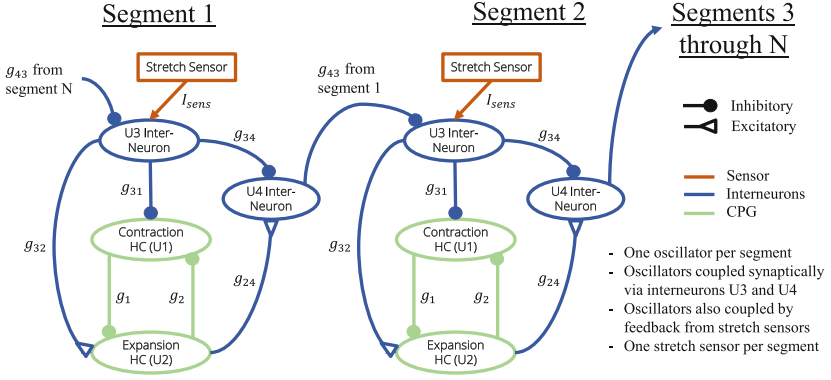 Segment 1
Segment 2
Segments 3
through N
g43 from
segment N
Stretch Sensor
Isens
U3 Inter-
Neuron
g34
g31
U4 Inter-
Neuron
Contraction
HC (U1)
g32
g1
g2
g24
Expansion
HC (U2)
g43 from
segment 1
Stretch Sensor
Isens
U3 Inter-
Neuron
g34
g31
U4 Inter-
Neuron
Contraction
HC (U1)
g32
g1
g2
g24
Expansion
HC (U2)
Inhibitory
Excitatory
Sensor
Interneurons
CPG
- One oscillator per segment
- Oscillators coupled synaptically
via interneurons U3 and U4
- Oscillators also coupled by
feedback from stretch sensors
- One stretch sensor per segment